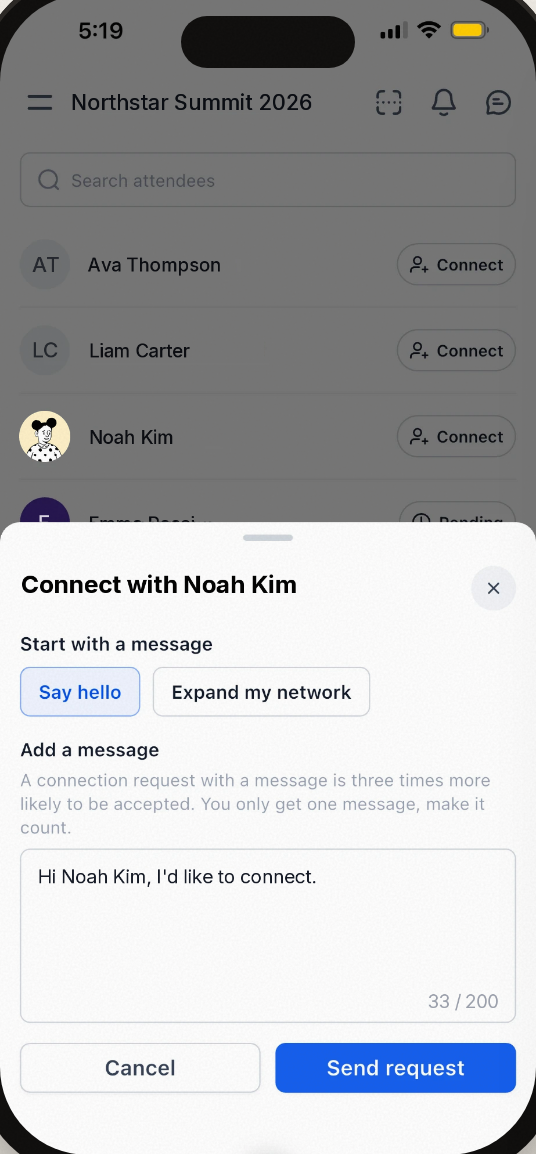 5:19
Northstar Summit 2026
Search attendees
AT
Ava Thompson
Connect
LC
Liam Carter
Connect
Noah Kim
Connect
Connect with Noah Kim
Start with a message
Say hello
Expand my network
Add a message
A connection request with a message is three times more
likely to be accepted. You only get one message, make it
count.
Hi Noah Kim, I'd like to connect.
33 / 200
Cancel
Send request